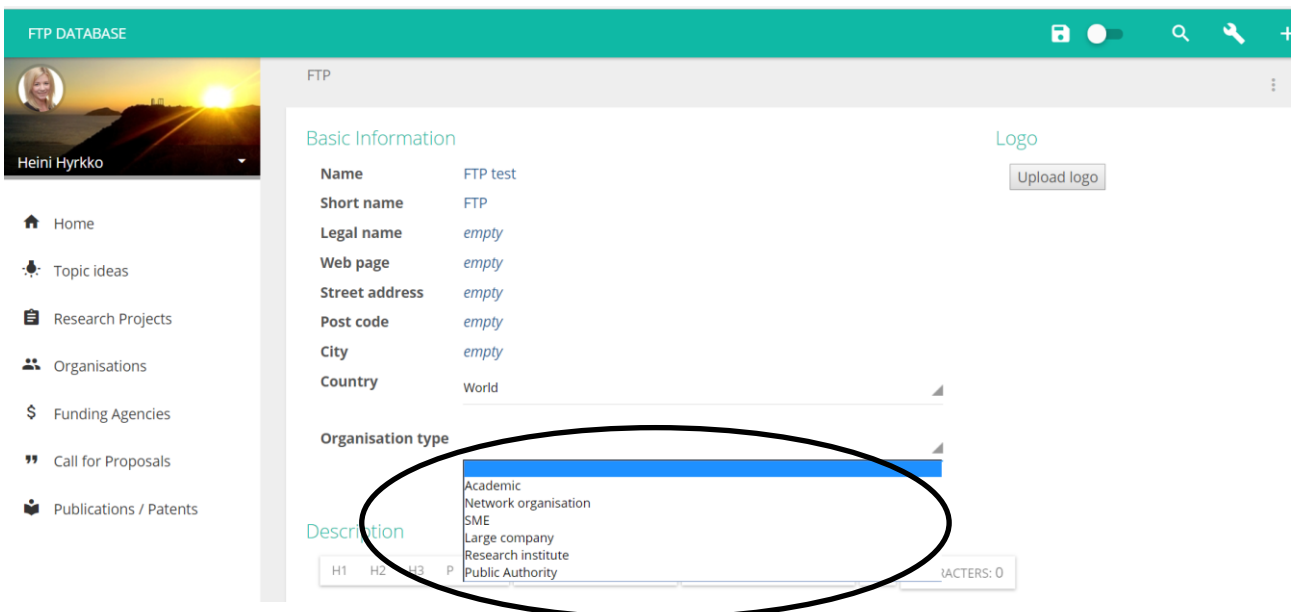 FTP DATABASE
Heini Hyrkko
Home
Topic ideas
Research Projects
Organisations
Funding Agencies
Call for Proposals
Publications / Patents
FTP
Basic Information
Name FTP test
Short name FTP
Legal name empty
Web page empty
Street address empty
Post code empty
City empty
Country World
Organisation type
Academic
Network organisation
SME
Large company
Research institute
Public Authority
Description
H1 H2 H3 P
CHARACTERS: 0
Logo
Upload logo